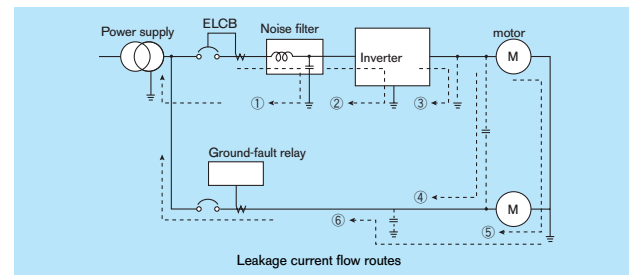 ELCB
Power supply
Noise filter
motor
Inverter
M
①
②
③
Ground-fault relay
④
M
⑥
⑤
Leakage current flow routes